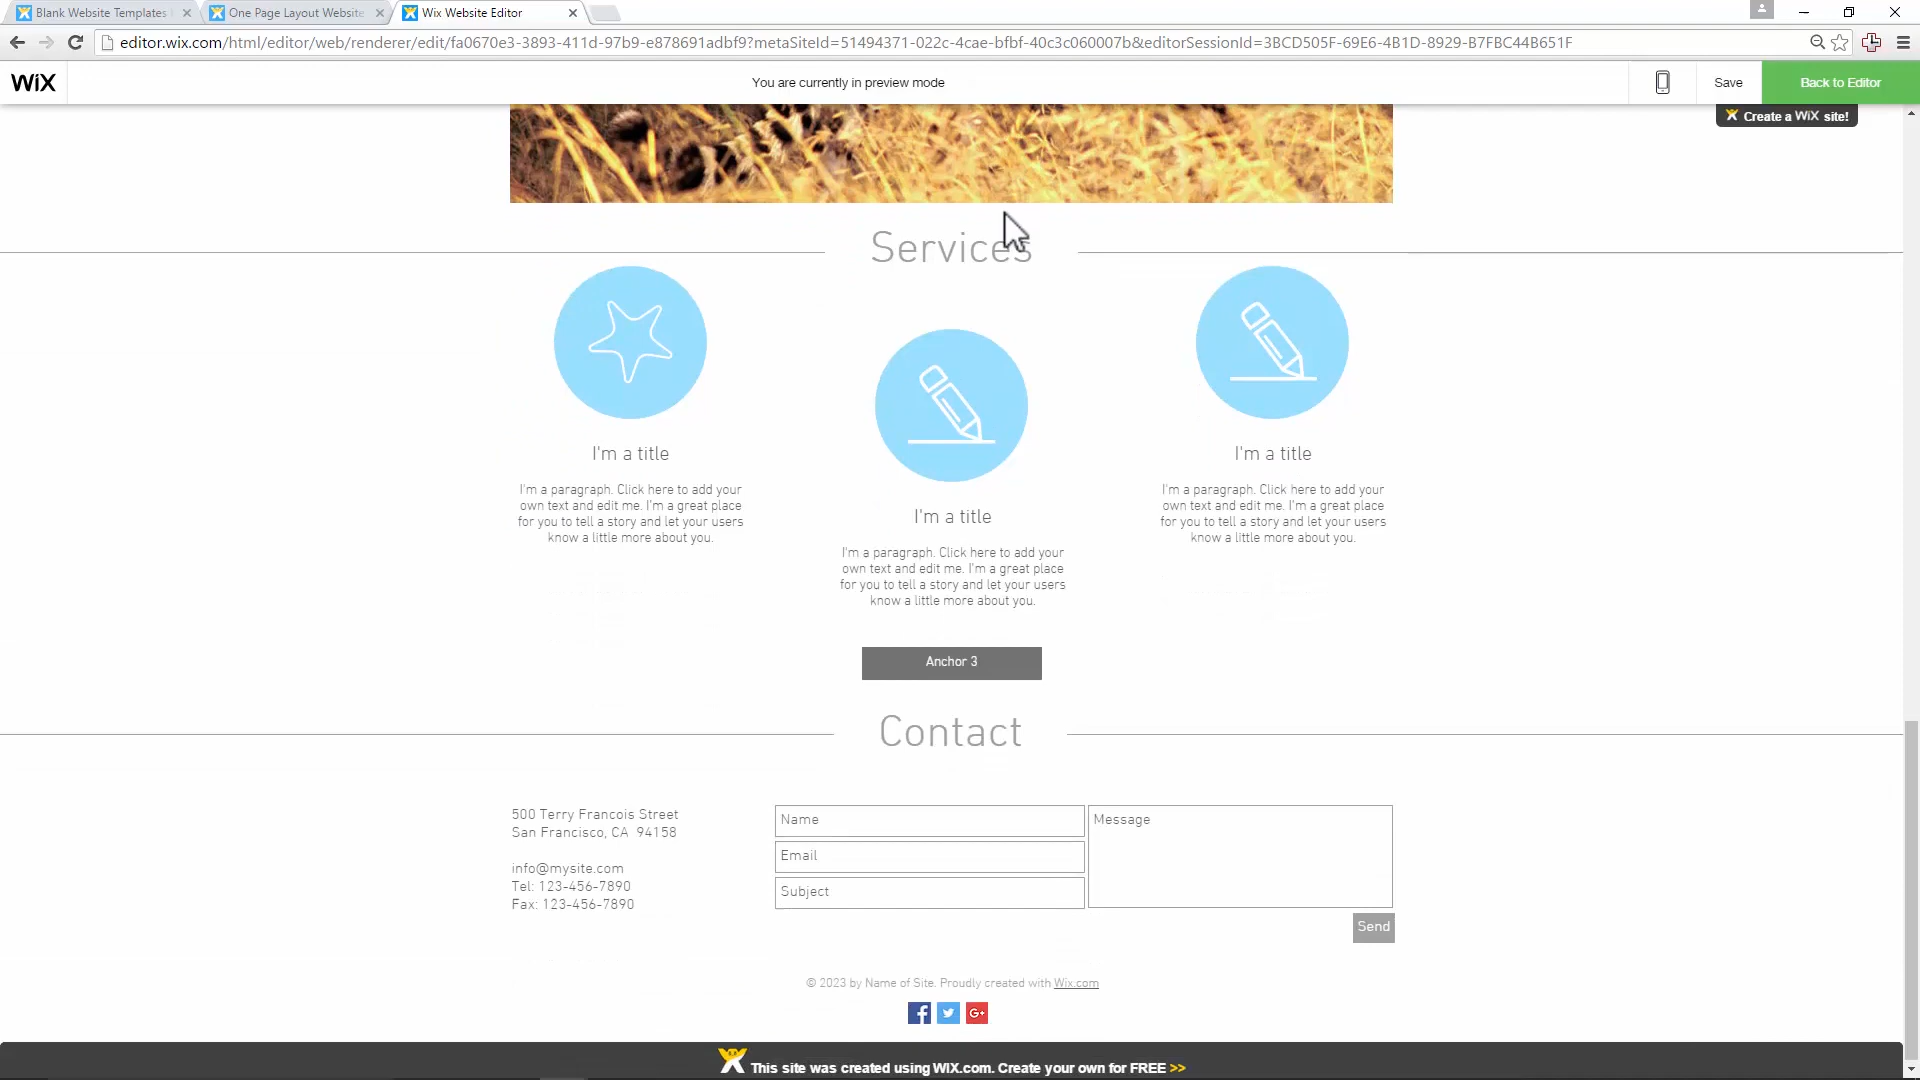 Blank Website Templates
One Page Layout Website
Wix Website Editor
editor.wix.com/html/editor/web/renderer/edit/fa0670e3-3893-411d-97b9-e878691adbf9?metaSiteId=51494371-022c-4cae-bfbf-40c3c060007b&editorSessionId=3BCD505F-69E6-4B1D-8929-B7FBC44B651F
WiX
You are currently in preview mode
Save
Back to Editor
Create a WiX site!
Services
I'm a title
I'm a paragraph. Click here to add your
own text and edit me. I'm a great place
for you to tell a story and let your users
know a little more about you.
I'm a title
I'm a paragraph. Click here to add your
own text and edit me. I'm a great place
for you to tell a story and let your users
know a little more about you.
I'm a title
I'm a paragraph. Click here to add your
own text and edit me. I'm a great place
for you to tell a story and let your users
know a little more about you.
Anchor 3
Contact
500 Terry Francois Street
San Francisco, CA 94158
info@mysite.com
Tel: 123-456-7890
Fax: 123-456-7890
Name
Email
Subject
Message
Send
© 2023 by Name of Site. Proudly created with Wix.com
This site was created using WIX.com. Create your own for FREE >>